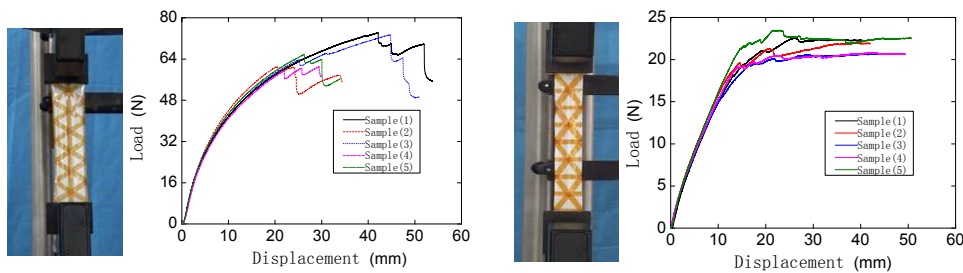 80
64
48
32
16
0
Load (N)
Sample(1)
Sample(2)
Sample(3)
Sample(4)
Sample(5)
0 10 20 30 40 50 60
Displacement (mm)
25
20
15
10
5
0
Load (N)
Sample(1)
Sample(2)
Sample(3)
Sample(4)
Sample(5)
0 10 20 30 40 50 60
Displacement (mm)